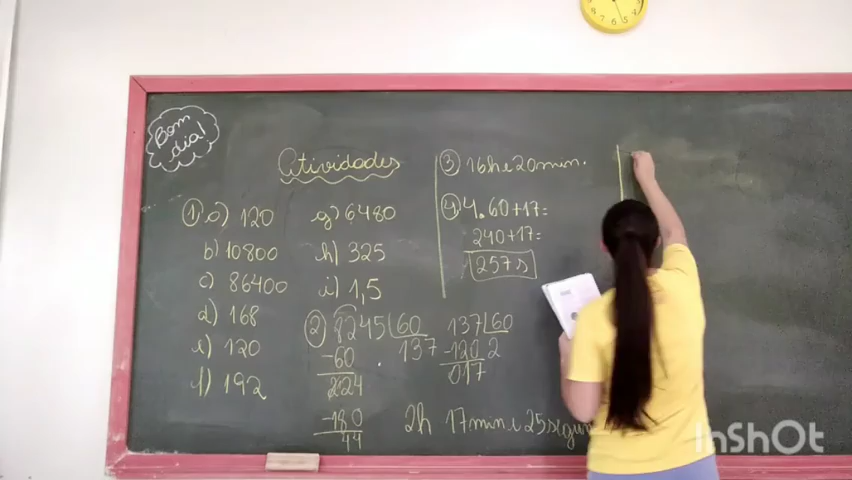 Bom
dia!
Atividades
1) a) 120
b) 10800
c) 86400
d) 168
e) 120
f) 192
g) 6480
h) 325
i) 1,5
2) 8245 60
-60 137
224
-180
44
137 60
-120 2
017
2h 17min e 25segun
3) 16h e 20min.
4) 4.60+17=
240+17=
257s
InShOt